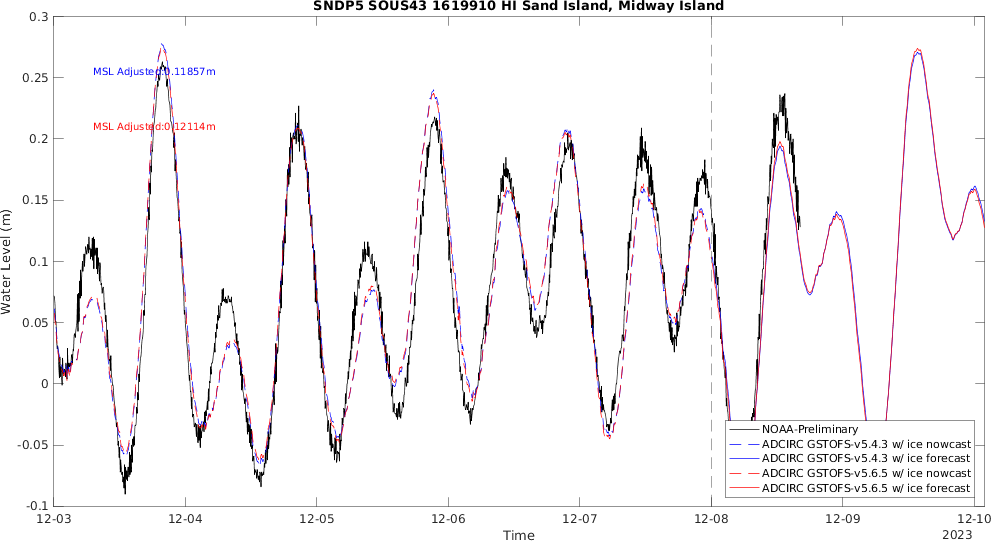 SNDP5 SOUS43 1619910 HI Sand Island, Midway Island
0.3
0.25
0.2
0.15
0.1
0.05
0
-0.05
-0.1
Water Level (m)
MSL Adjusted:0.11857m
MSL Adjusted:0.12114m
NOAA-Preliminary
ADCIRC GSTOFS-v5.4.3 w/ ice nowcast
ADCIRC GSTOFS-v5.4.3 w/ ice forecast
ADCIRC GSTOFS-v5.6.5 w/ ice nowcast
ADCIRC GSTOFS-v5.6.5 w/ ice forecast
12-03 12-04 12-05 12-06 12-07 12-08 12-09 12-10
Time
2023